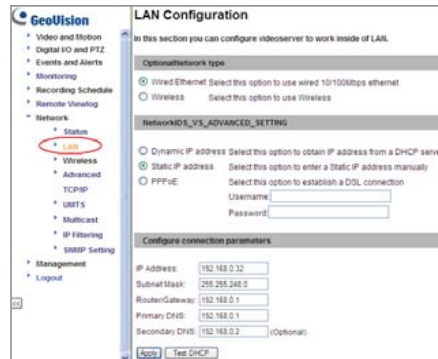 GeoVision
Video and Motion
Digital I/O and PTZ
Events and Alerts
Monitoring
Recording Schedule
Remote Viewlog
Network
Status
LAN
Wireless
Advanced
TCP/IP
UMTS
Multicast
IP Filtering
SNMP Setting
Management
Logout
<<
LAN Configuration
In this section you can configure videoserver to work inside of LAN.
OptionalNetwork type
Wired Ethernet Select this option to use wired 10/100Mbps ethernet
Wireless Select this option to use Wireless
NetworkIDS_VS_ADVANCED_SETTING
Dynamic IP address Select this option to obtain IP address from a DHCP serve
Static IP address Select this option to enter a Static IP address manually
PPPoE Select this option to establish a DSL connection
Username:
Password:
Configure connection parameters
IP Address: 192.168.0.32
Subnet Mask: 255.255.248.0
Router/Gateway: 192.168.0.1
Primary DNS: 192.168.0.1
Secondary DNS: 192.168.0.2 (Optional)
Apply Test DHCP